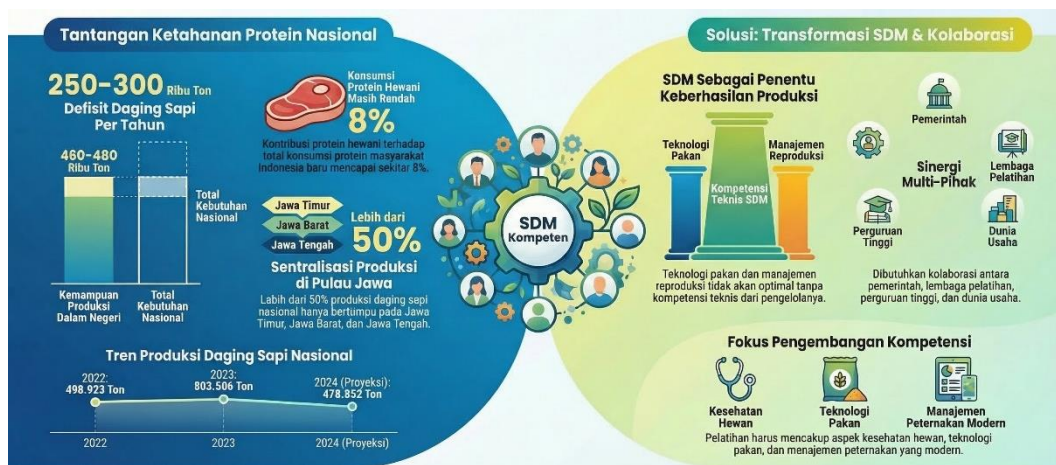 Tantangan Ketahanan Protein Nasional
250-300 Ribu Ton
Defisit Daging Sapi
Per Tahun
460-480
Ribu Ton
Total
Kebutuhan
Nasional
Kemampuan
Produksi
Dalam Negeri
Total
Kebutuhan
Nasional
Konsumsi
Protein Hewani
Masih Rendah
8%
Kontribusi protein hewani terhadap
total konsumsi protein masyarakat
Indonesia baru mencapai sekitar 8%.
Jawa Timur
Jawa Barat
Jawa Tengah
Lebih dari
50%
Sentralisasi Produksi
di Pulau Jawa
Labih dari 50% produksi daging sapi
nasional hanya bertumpu pada Jawa
Timur, Jawa Barat, dan Jawa Tengah.
Tren Produksi Daging Sapi Nasional
2022:
498.923 Ton
2023:
803.506 Ton
2024 (Proyeksi):
478.852 Ton
2022
2023
2024 (Proyeksi)
SDM
Kompeten
Solusi: Transformasi SDM & Kolaborasi
SDM Sebagai Penentu
Keberhasilan Produksi
Teknologi
Pakan
Kompetensi
Teknis SDM
Manajemen
Reproduksi
Teknologi pakan dan manajemen
reproduksi tidak akan optimal tanpa
kompetensi teknis dari pengelolanya.
Pemerintah
Sinergi
Multi-Pihak
Lembaga
Pelatihan
Perguruan
Tinggi
Dunia
Usaha
Dibutuhkan kolaborasi antara
pemerintah, lembaga pelatihan,
perguruan tinggi, dan dunia usaha.
Fokus Pengembangan Kompetensi
Kesehatan
Hewan
Teknologi
Pakan
Manajemen
Peternakan Modern
Pelatihan harus mencakup aspek kesehatan hewan, teknologi
pakan, dan menajemen peternakan yang modern.